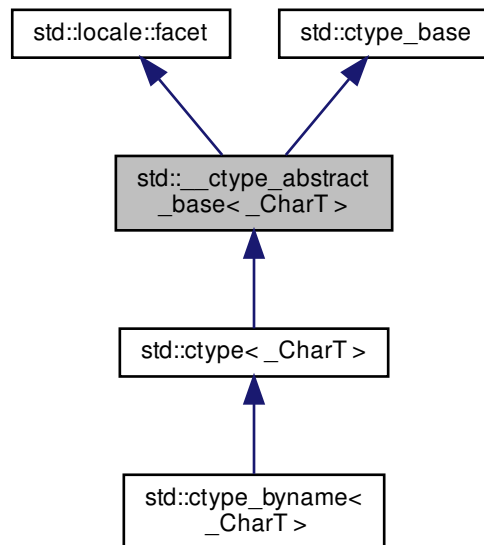 std::locale::facet
std::ctype_base
std::__ctype_abstract
_base< _CharT >
std::ctype< _CharT >
std::ctype_byname<
_CharT >